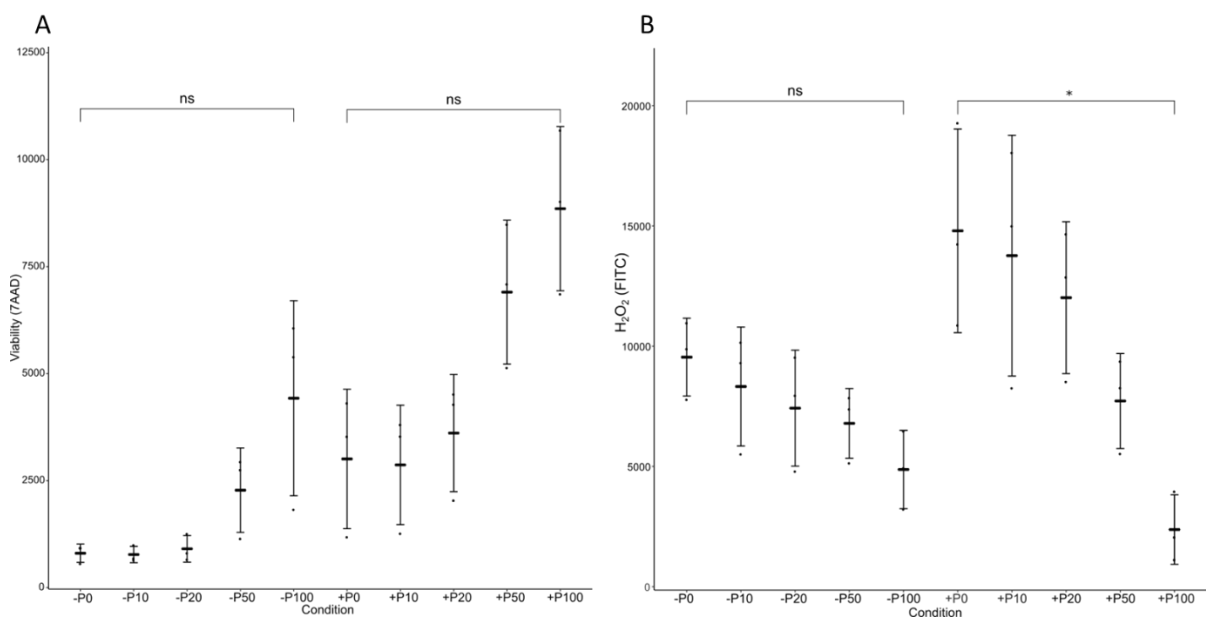 A
12500
10000
7500
5000
2500
0
Viability (7AAD)
ns
ns
-P0 -P10 -P20 -P50 -P100 +P0 +P10 +P20 +P50 +P100
Condition
B
20000
15000
10000
5000
0
H₂O₂ (FITC)
ns
*
-P0 -P10 -P20 -P50 -P100 +P0 +P10 +P20 +P50 +P100
Condition